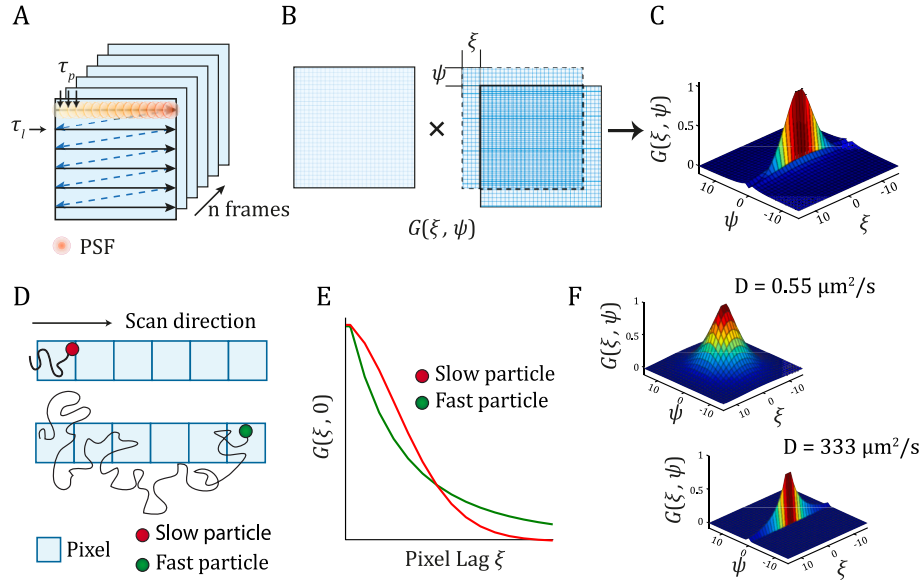 A
τp
τl
n frames
PSF
B
ξ
ψ
×
G(ξ, ψ)
C
G(ξ, ψ)
1
0.5
0
10
0
-10
ψ
10
0
-10
ξ
D
Scan direction
Pixel
Slow particle
Fast particle
E
G(ξ, 0)
Slow particle
Fast particle
Pixel Lag ξ
F
D = 0.55 μm²/s
G(ξ, ψ)
1
0.5
0
10
0
-10
ψ
10
0
-10
ξ
D = 333 μm²/s
G(ξ, ψ)
1
0.5
0
10
0
-10
ψ
10
0
-10
ξ